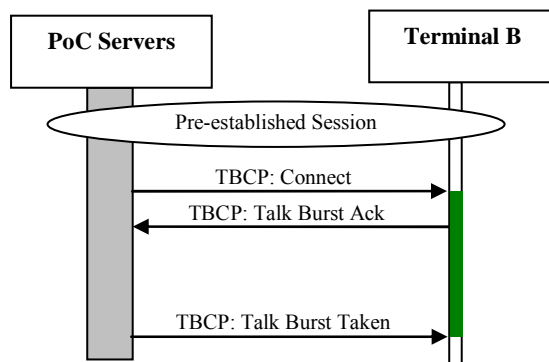 PoC Servers
Terminal B
Pre-established Session
TBCP: Connect
TBCP: Talk Burst Ack
TBCP: Talk Burst Taken